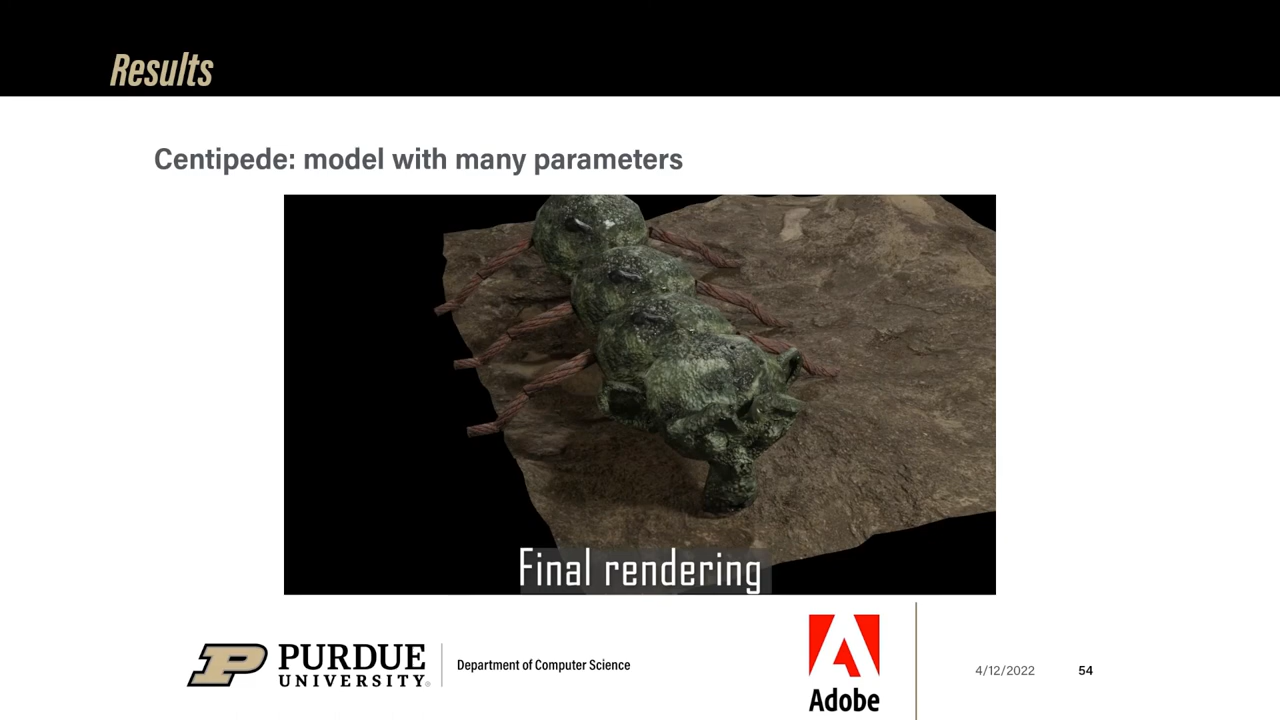 Results
Centipede: model with many parameters
Final rendering
PURDUE
UNIVERSITY®
Department of Computer Science
Adobe
4/12/2022
54